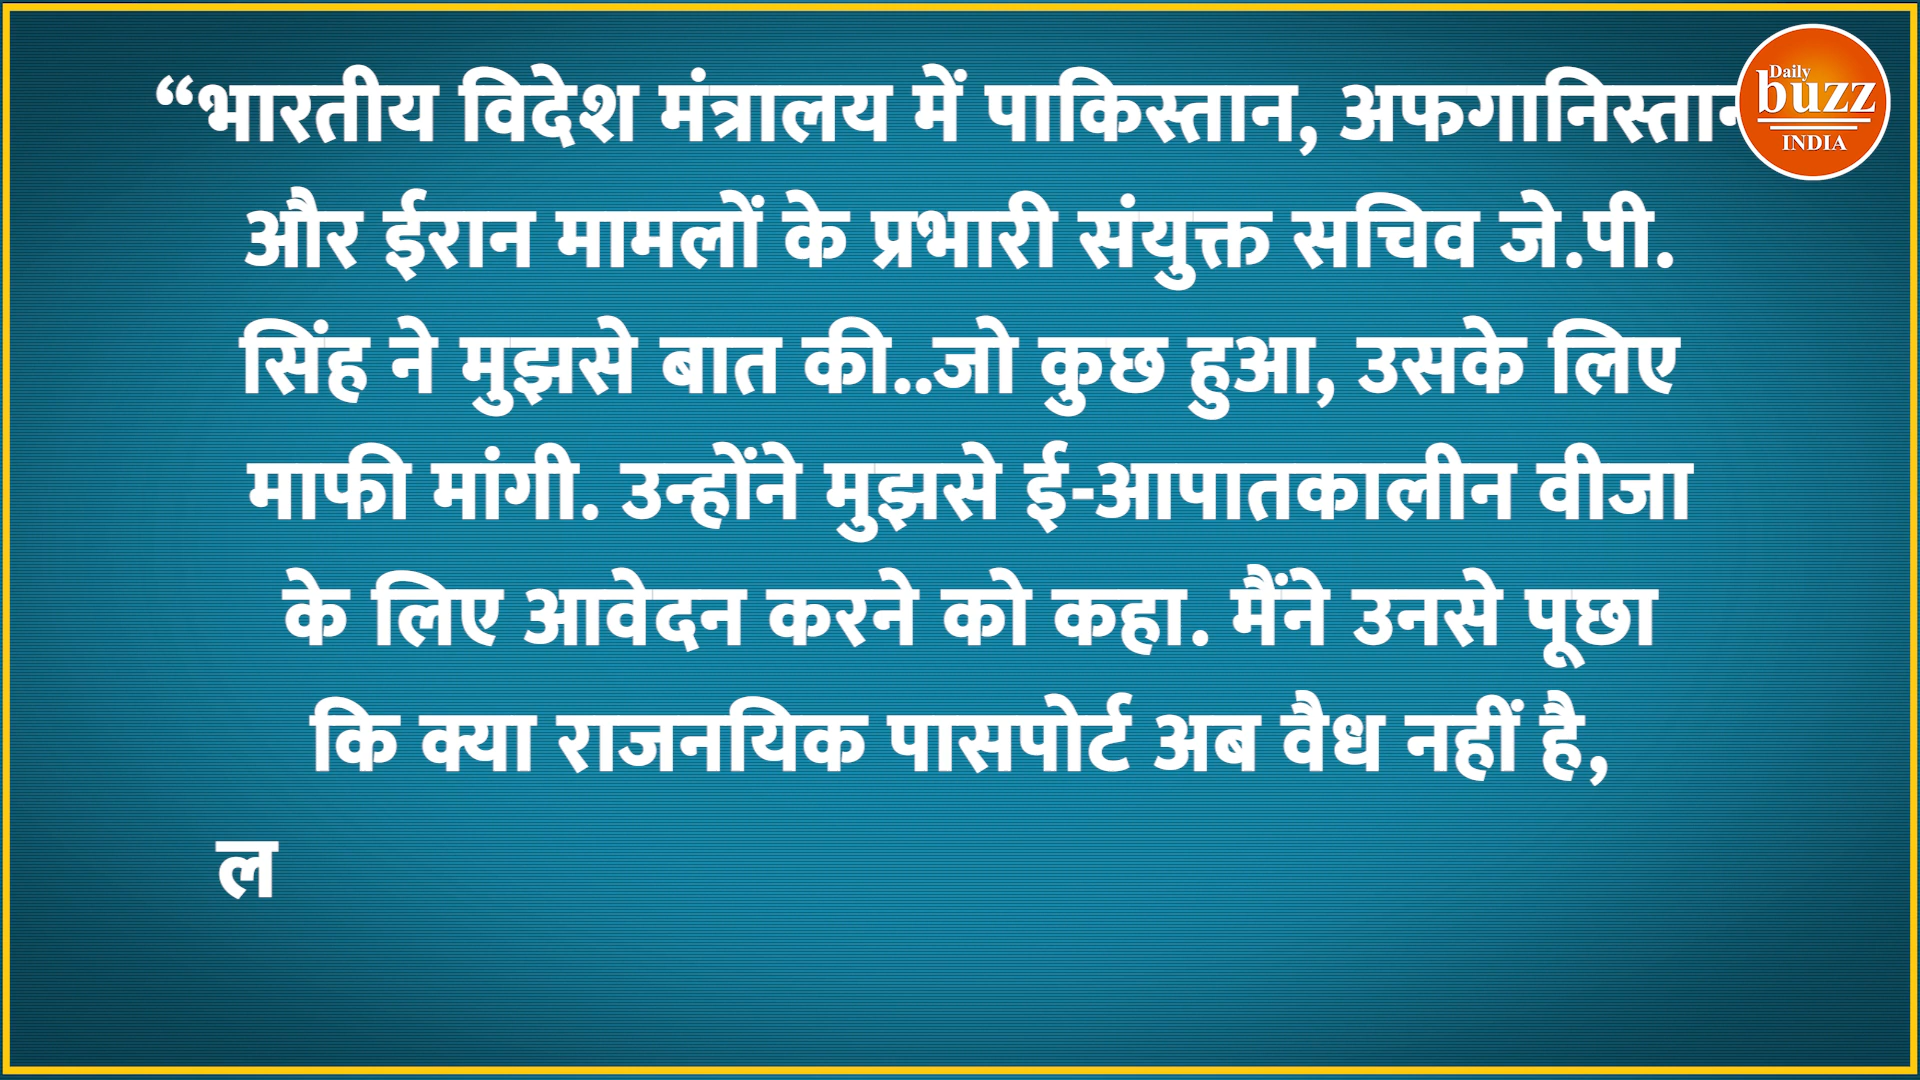 “भारतीय विदेश मंत्रालय में पाकिस्तान, अफगानिस्तान
और ईरान मामलों के प्रभारी संयुक्त सचिव जे.पी.
सिंह ने मुझसे बात की..जो कुछ हुआ, उसके लिए
माफी मांगी. उन्होंने मुझसे ई-आपातकालीन वीजा
के लिए आवेदन करने को कहा. मैंने उनसे पूछा
कि क्या राजनयिक पासपोर्ट अब वैध नहीं है,
ल
Daily
buzz
INDIA